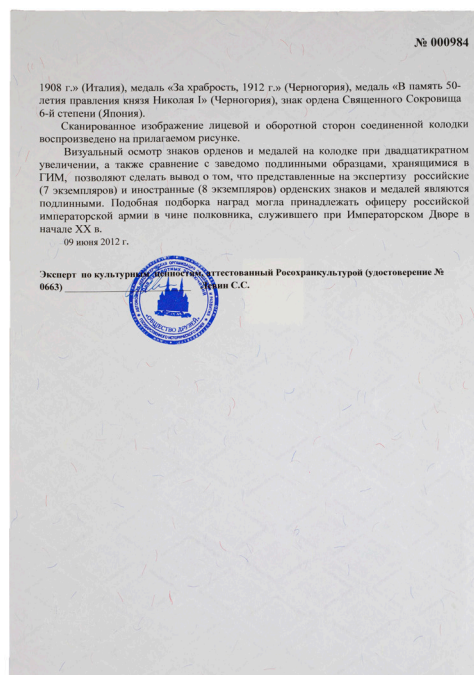 № 000984
1908 г.» (Италия), медаль «За храбрость, 1912 г.» (Черногория), медаль «В память 50-
летия правления князя Николая I» (Черногория), знак ордена Священного Сокровища
6-й степени (Япония).
Сканированное изображение лицевой и оборотной сторон соединенной колодки
воспроизведено на прилагаемом рисунке.
Визуальный осмотр знаков орденов и медалей на колодке при двадцатикратном
увеличении, а также сравнение с заведомо подлинными образцами, хранящимися в
ГИМ, позволяют сделать вывод о том, что представленные на экспертизу российские
(7 экземпляров) и иностранные (8 экземпляров) орденских знаков и медалей являются
подлинными. Подобная подборка наград могла принадлежать офицеру российской
императорской армии в чине полковника, служившего при Императорском Дворе в
начале XX в.
09 июня 2012 г.
Эксперт по культурным ценностям, аттестованный Росохранкультурой (удостоверение №
0663) Левин С.С.
«ОБЩЕСТВО ДРУЗЕЙ»